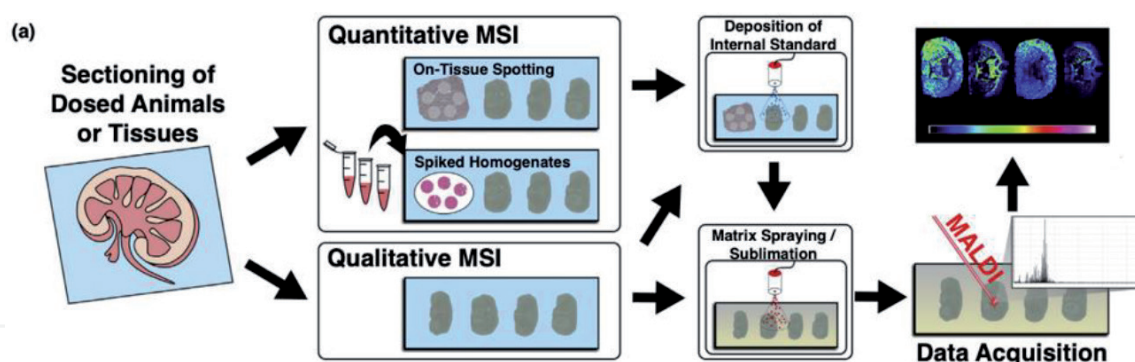 (a)
Sectioning of
Dosed Animals
or Tissues
Quantitative MSI
On-Tissue Spotting
Spiked Homogenates
Qualitative MSI
Deposition of
Internal Standard
Matrix Spraying /
Sublimation
MALDI
Data Acquisition